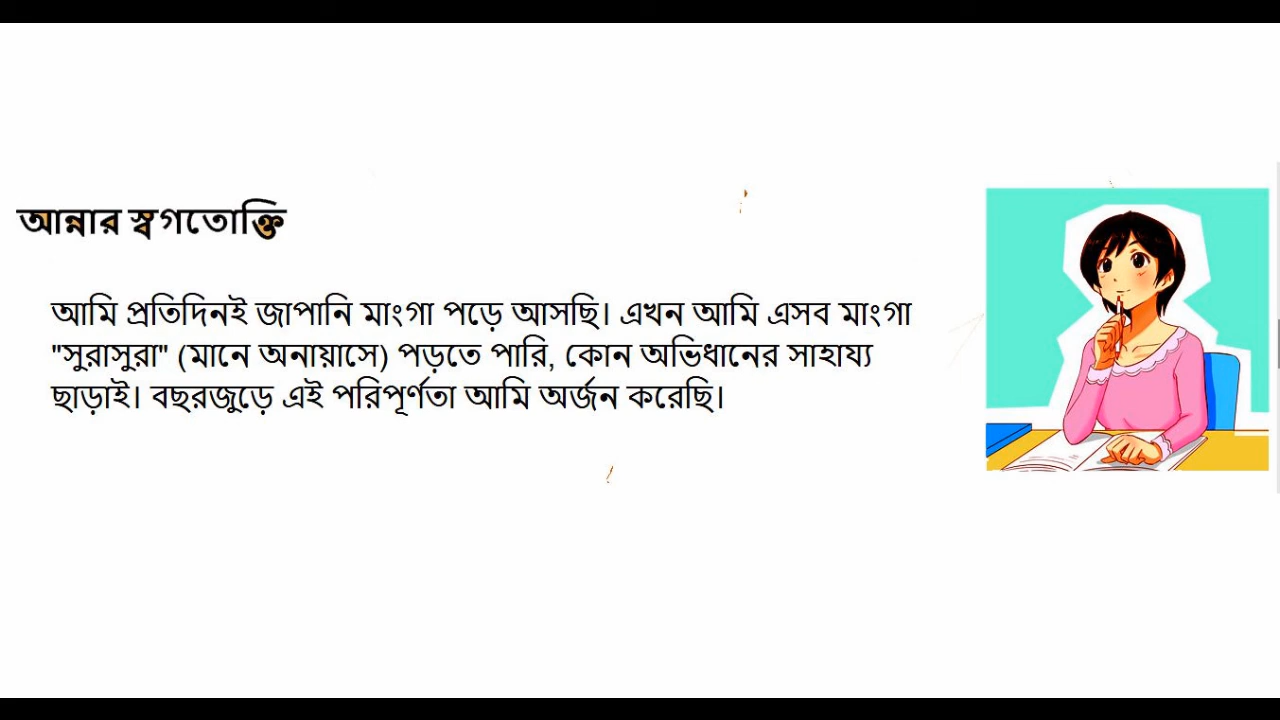 আন্নার স্বগতোক্তি
আমি প্রতিদিনই জাপানি মাংগা পড়ে আসছি। এখন আমি এসব মাংগা
"সুরাসুরা" (মানে অনায়াসে) পড়তে পারি, কোন অভিধানের সাহায্য
ছাড়াই। বছরজুড়ে এই পরিপূর্ণতা আমি অর্জন করেছি।